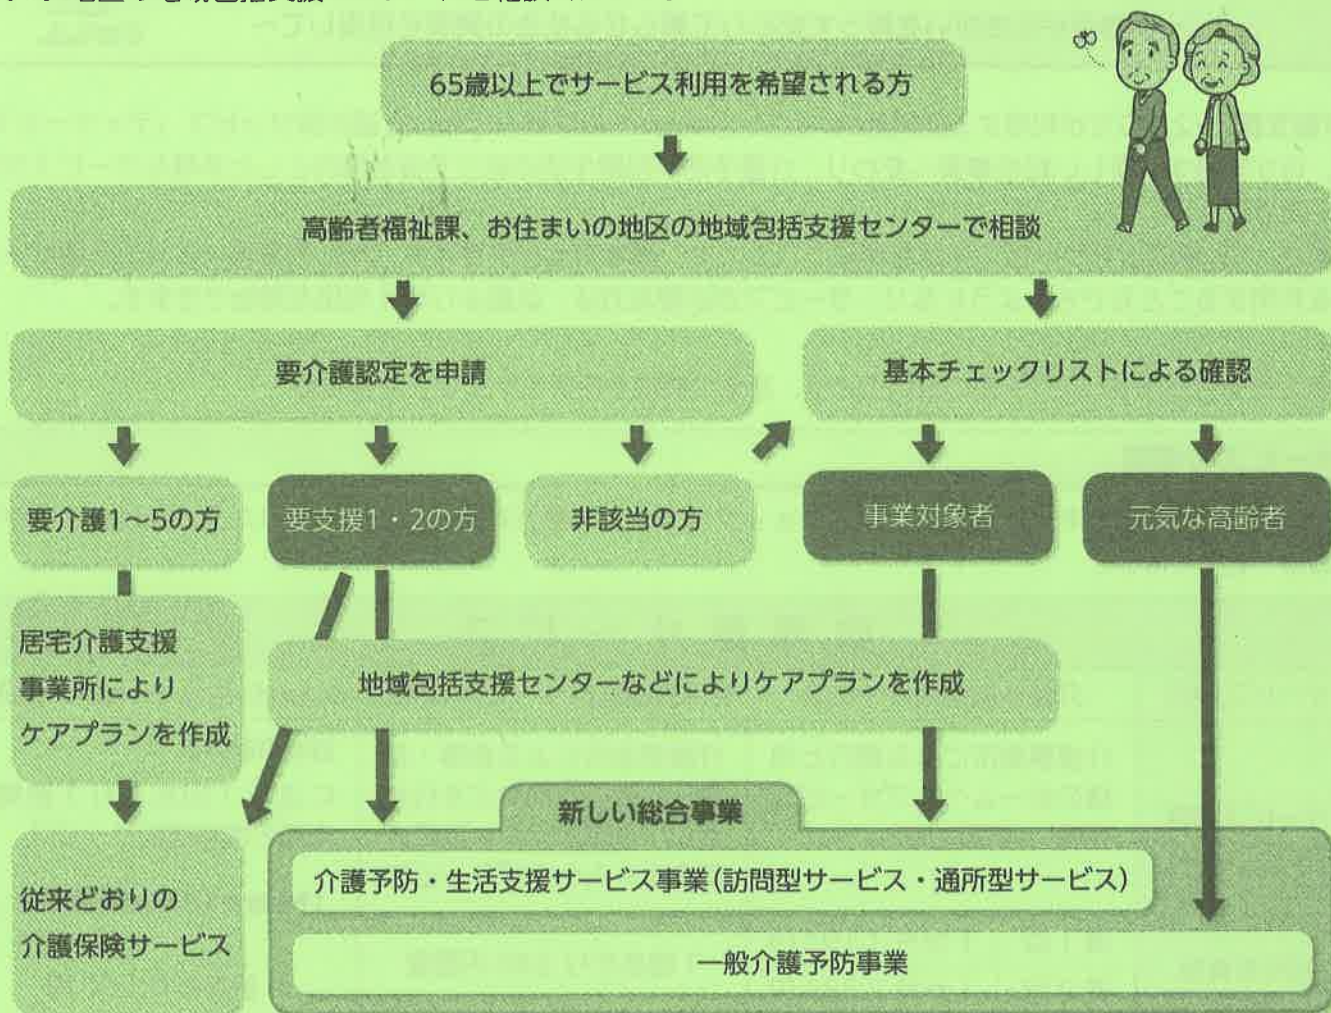 65歳以上でサービス利用を希望される方
高齢者福祉課、お住まいの地区の地域包括支援センターで相談
要介護認定を申請
基本チェックリストによる確認
要介護1～5の方
要支援1・2の方
非該当の方
事業対象者
元気な高齢者
居宅介護支援
事業所により
ケアプランを作成
地域包括支援センターなどによりケアプランを作成
新しい総合事業
従来どおりの
介護保険サービス
介護予防・生活支援サービス事業(訪問型サービス・通所型サービス)
一般介護予防事業